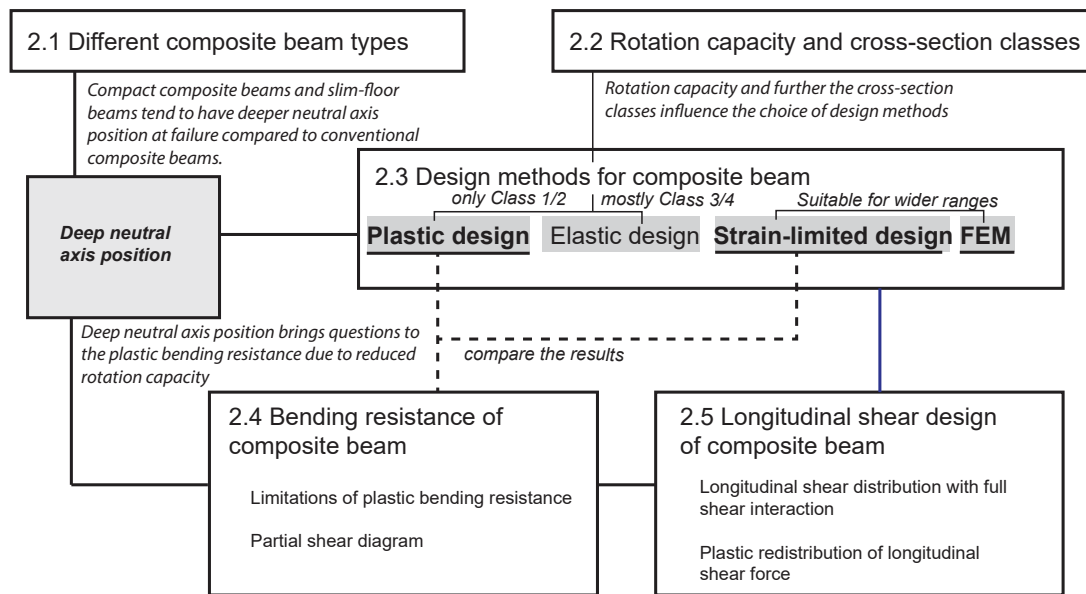 2.1 Different composite beam types
2.2 Rotation capacity and cross-section classes
Compact composite beams and slim-floor
beams tend to have deeper neutral axis
position at failure compared to conventional
composite beams.
Rotation capacity and further the cross-section
classes influence the choice of design methods
2.3 Design methods for composite beam
only Class 1/2
mostly Class 3/4
Suitable for wider ranges
Plastic design
Elastic design
Strain-limited design
FEM
Deep neutral
axis position
Deep neutral axis position brings questions to
the plastic bending resistance due to reduced
rotation capacity
compare the results
2.4 Bending resistance of
composite beam
Limitations of plastic bending resistance
Partial shear diagram
2.5 Longitudinal shear design
of composite beam
Longitudinal shear distribution with full
shear interaction
Plastic redistribution of longitudinal
shear force